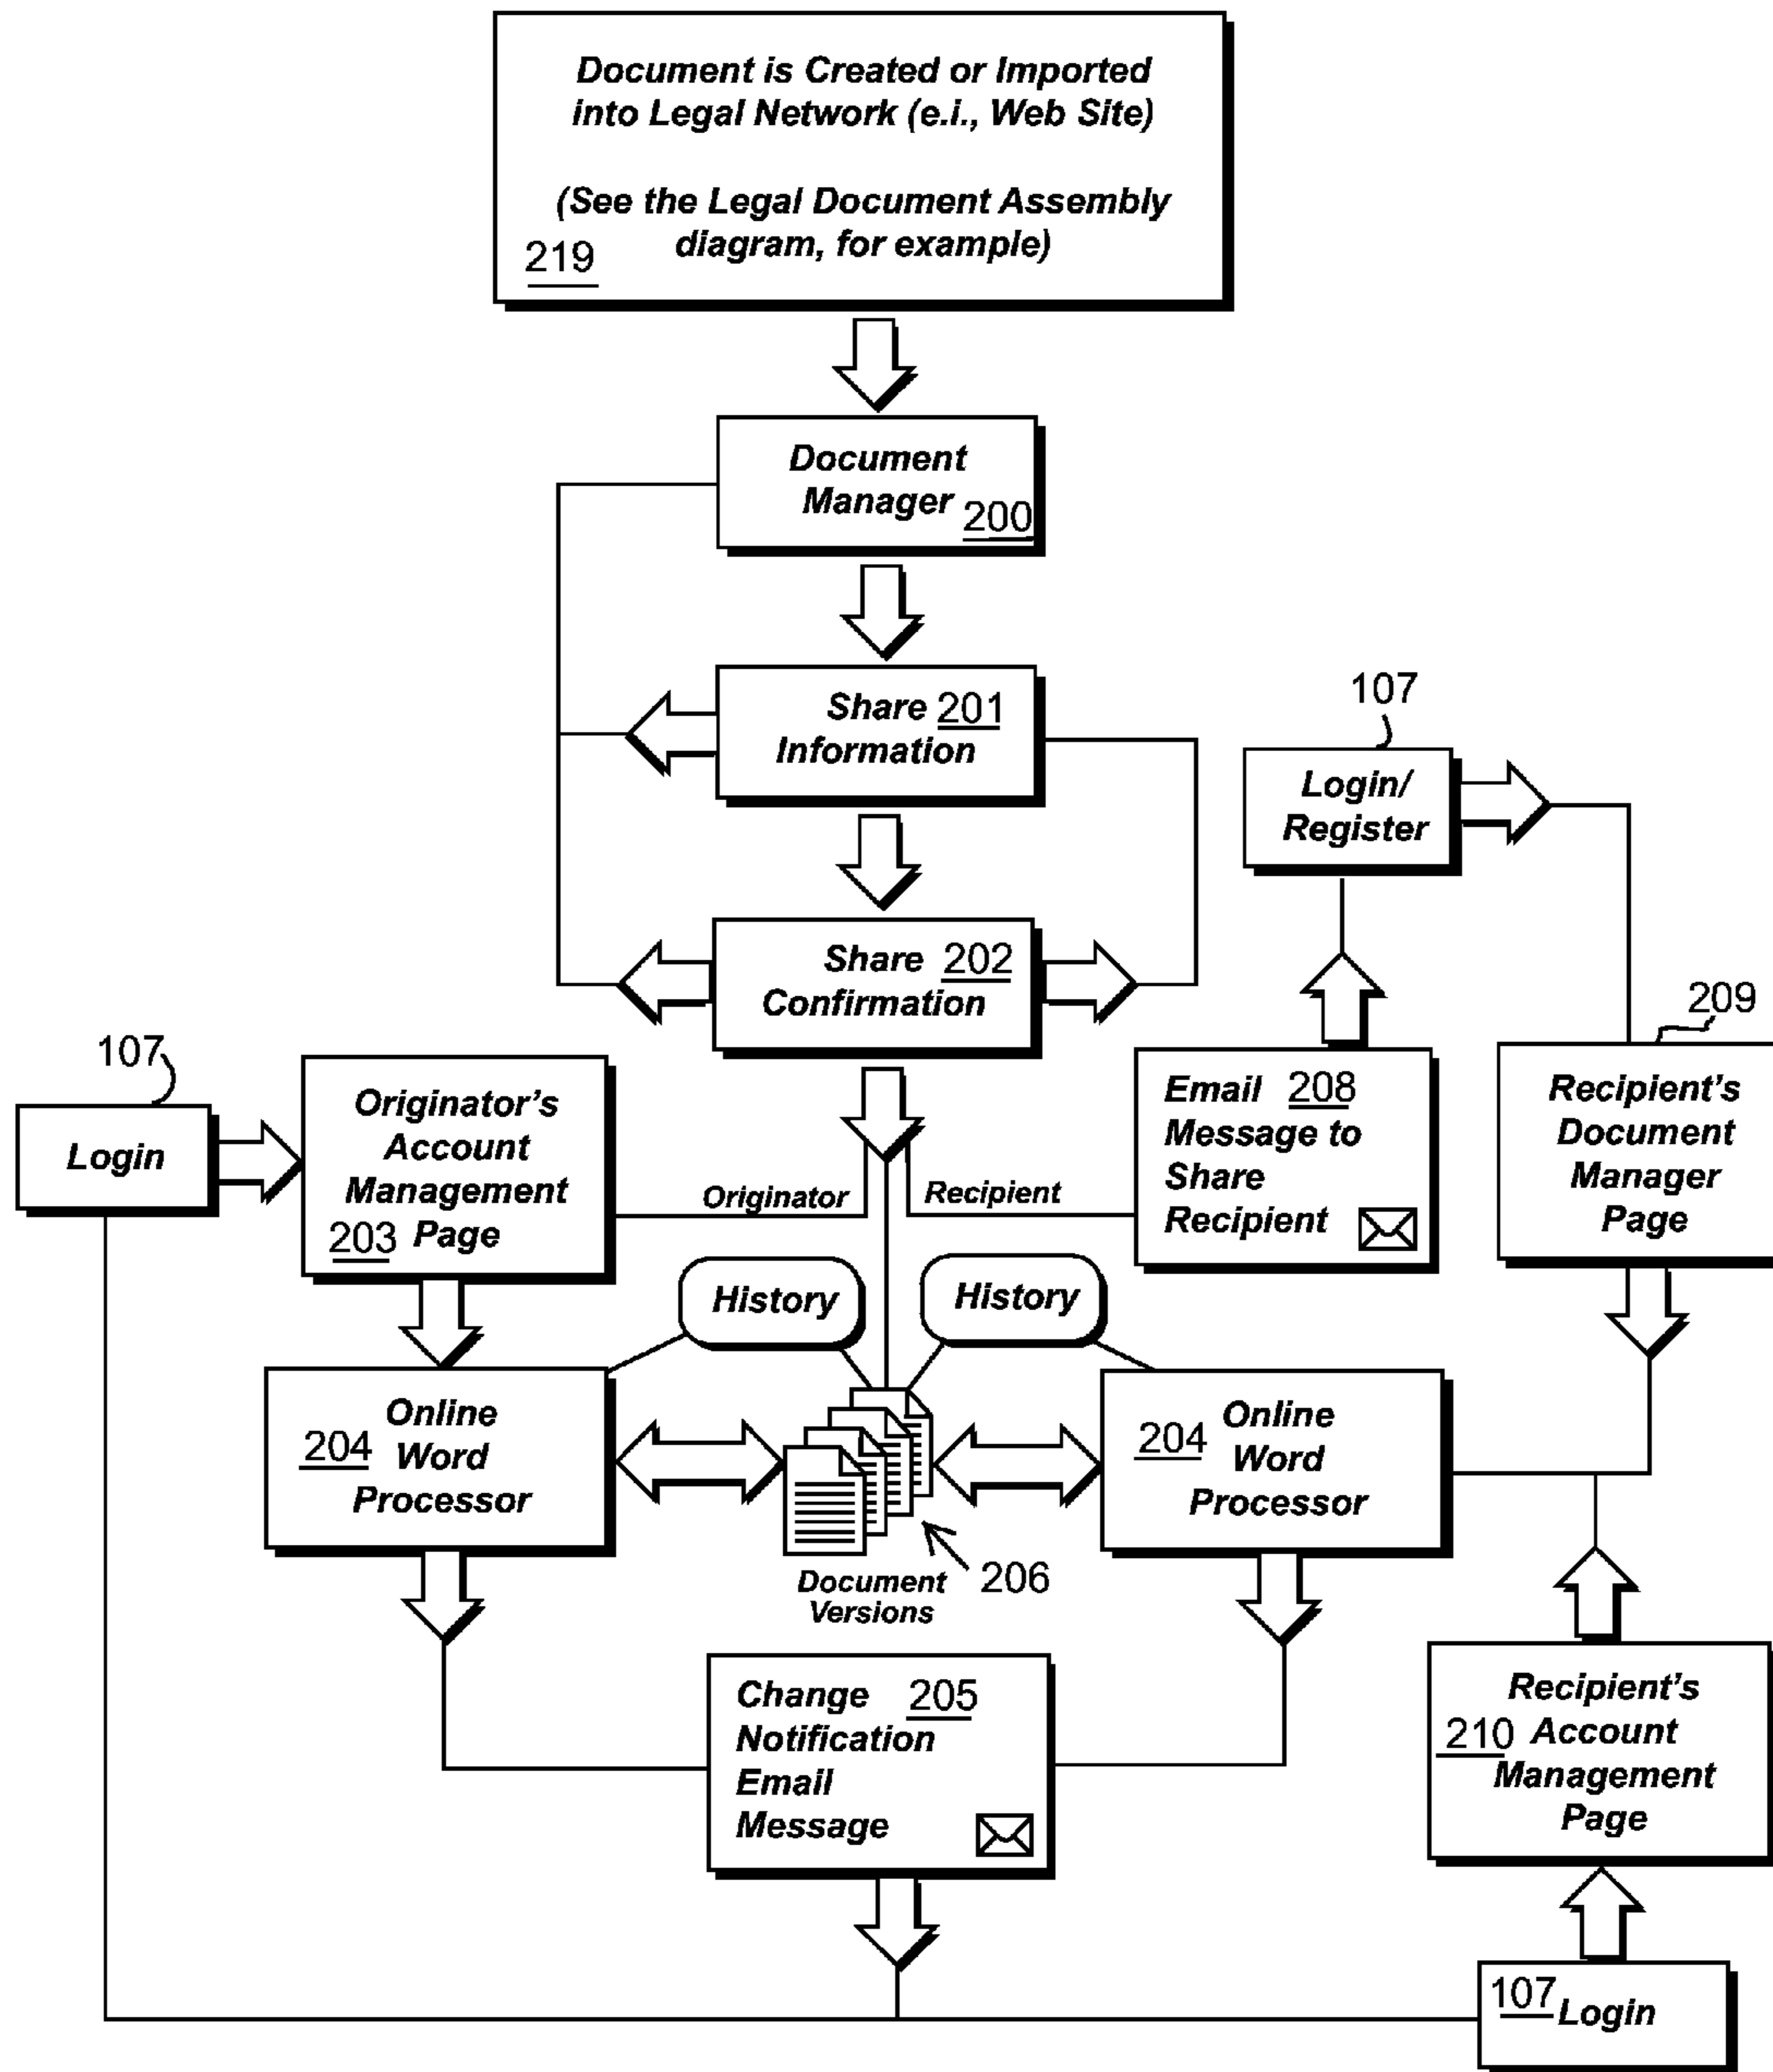 Document is Created or Imported
into Legal Network (e.i., Web Site)
(See the Legal Document Assembly
diagram, for example)
219
Document
Manager
200
Share 201
Information
107
Login/
Register
Share 202
Confirmation
209
107
Login
Originator's
Account
Management
203 Page
Originator
Recipient
Email 208
Message to
Share
Recipient
Recipient's
Document
Manager
Page
History
History
Online
204 Word
Processor
Online
204 Word
Processor
206
Document
Versions
Change 205
Notification
Email
Message
Recipient's
210 Account
Management
Page
107 Login